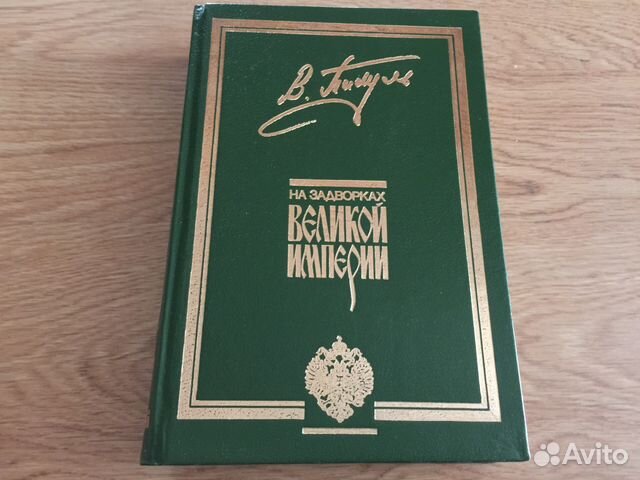 В. Пикуль
НА ЗАДВОРКАХ
ВЕЛИКОЙ
ИМПЕРИИ
Avito